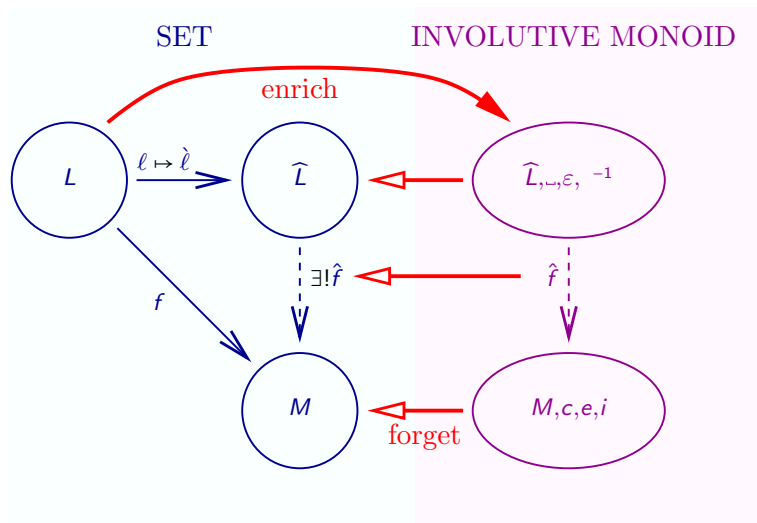 SET
INVOLUTIVE MONOID
enrich
ℓ ↦ ℓ̀
L
L̂
L̂,␣,ε, ⁻¹
∃!f̂
f̂
f
M
M,c,e,i
forget